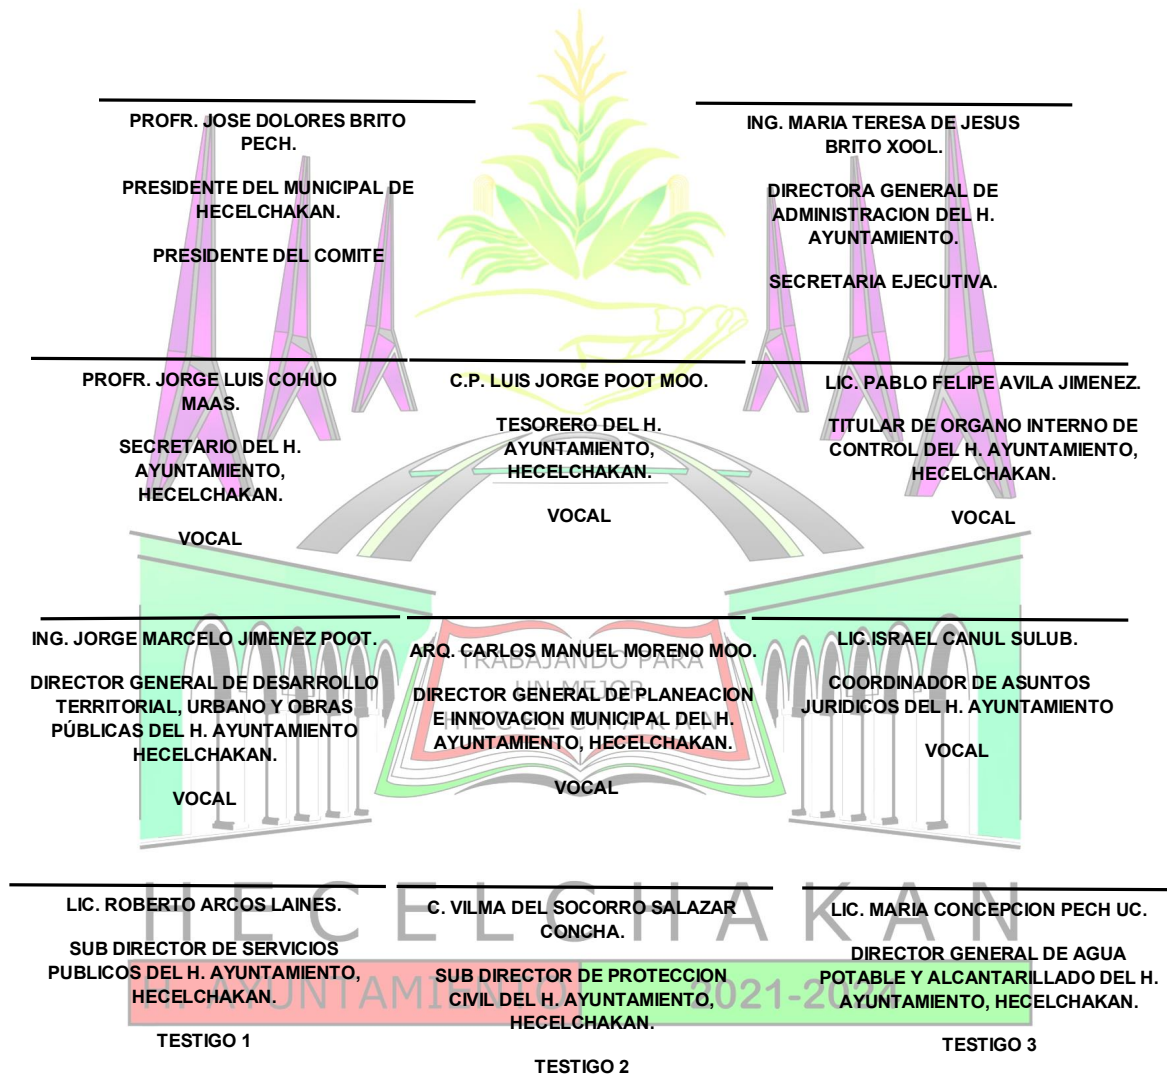 PROFR. JOSE DOLORES BRITO
PECH.
PRESIDENTE DEL MUNICIPAL DE
HECELCHAKAN.
PRESIDENTE DEL COMITE
ING. MARIA TERESA DE JESUS
BRITO XOOL.
DIRECTORA GENERAL DE
ADMINISTRACION DEL H.
AYUNTAMIENTO.
SECRETARIA EJECUTIVA.
PROFR. JORGE LUIS COHUO
MAAS.
SECRETARIO DEL H.
AYUNTAMIENTO,
HECELCHAKAN.
VOCAL
C.P. LUIS JORGE POOT MOO.
TESORERO DEL H.
AYUNTAMIENTO,
HECELCHAKAN.
VOCAL
LIC. PABLO FELIPE AVILA JIMENEZ.
TITULAR DE ORGANO INTERNO DE
CONTROL DEL H. AYUNTAMIENTO,
HECELCHAKAN.
VOCAL
ING. JORGE MARCELO JIMENEZ POOT.
DIRECTOR GENERAL DE DESARROLLO
TERRITORIAL, URBANO Y OBRAS
PÚBLICAS DEL H. AYUNTAMIENTO
HECELCHAKAN.
VOCAL
ARQ. CARLOS MANUEL MORENO MOO.
DIRECTOR GENERAL DE PLANEACION
E INNOVACION MUNICIPAL DEL H.
AYUNTAMIENTO, HECELCHAKAN.
VOCAL
TRABAJANDO PARA
UN MEJOR
HECELCHAKAN
LIC.ISRAEL CANUL SULUB.
COORDINADOR DE ASUNTOS
JURIDICOS DEL H. AYUNTAMIENTO
VOCAL
LIC. ROBERTO ARCOS LAINES.
SUB DIRECTOR DE SERVICIOS
PUBLICOS DEL H. AYUNTAMIENTO,
HECELCHAKAN.
TESTIGO 1
C. VILMA DEL SOCORRO SALAZAR
CONCHA.
SUB DIRECTOR DE PROTECCION
CIVIL DEL H. AYUNTAMIENTO,
HECELCHAKAN.
TESTIGO 2
LIC. MARIA CONCEPCION PECH UC.
DIRECTOR GENERAL DE AGUA
POTABLE Y ALCANTARILLADO DEL H.
AYUNTAMIENTO, HECELCHAKAN.
TESTIGO 3
HECELCHAKAN
H. AYUNTAMIENTO 2021-2024